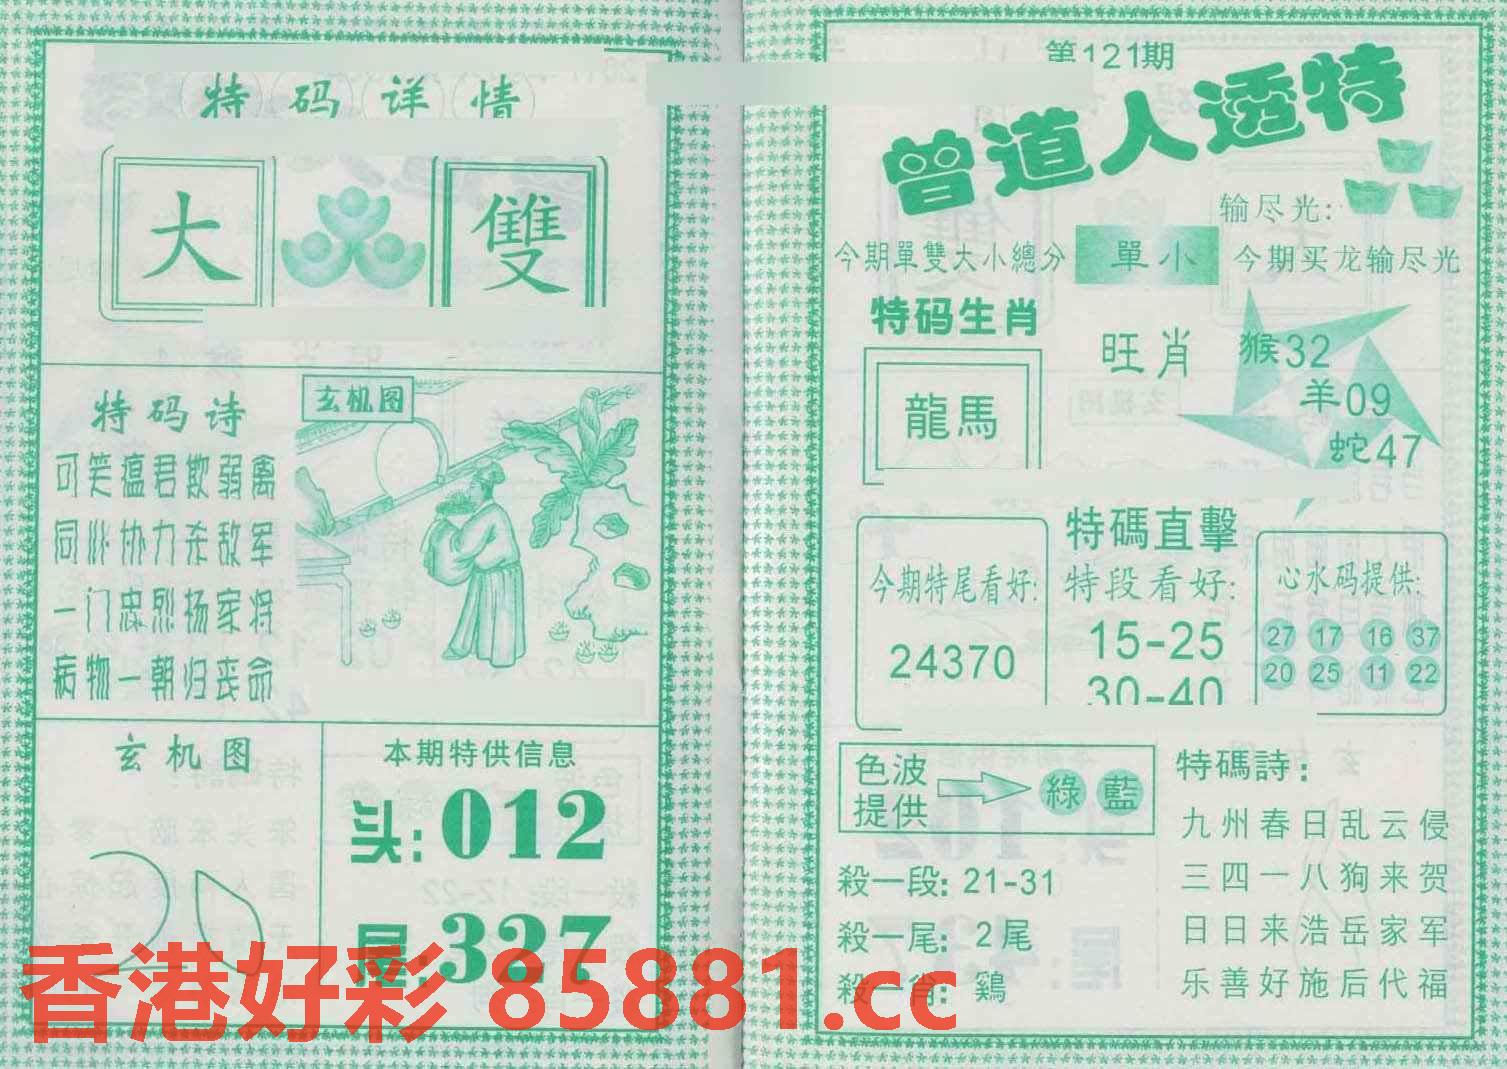 特码详情
大 雙
特码诗
可笑瘟君欺弱禽
同州协力杀敌军
一门忠烈杨家将
病物一朝归丧命
玄机图
玄机图
本期特供信息
头:012
尾:327
第121期
曾道人透特
输尽光:
今期單雙大小總分 單小 今期买龙输尽光
特码生肖
龍馬
旺肖
猴32
羊09
蛇47
今期特尾看好:
24370
特碼直擊
特段看好:
15-25
30-40
心水码提供:
27 17 16 37
20 25 11 22
色波提供 綠 藍
殺一段: 21-31
殺一尾: 2尾
殺一肖: 鷄
特碼詩:
九州春日乱云侵
三四一八狗来贺
日日来浩岳家军
乐善好施后代福
香港好彩 85881.cc